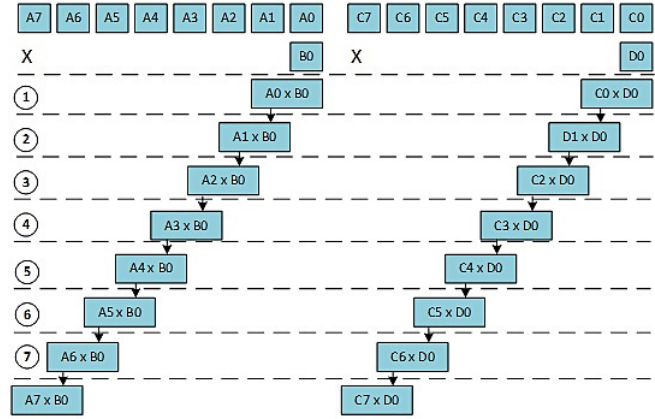 A7 A6 A5 A4 A3 A2 A1 A0 C7 C6 C5 C4 C3 C2 C1 C0
X B0 X D0
1 A0 x B0 C0 x D0
2 A1 x B0 D1 x D0
3 A2 x B0 C2 x D0
4 A3 x B0 C3 x D0
5 A4 x B0 C4 x D0
6 A5 x B0 C5 x D0
7 A6 x B0 C6 x D0
A7 x B0 C7 x D0